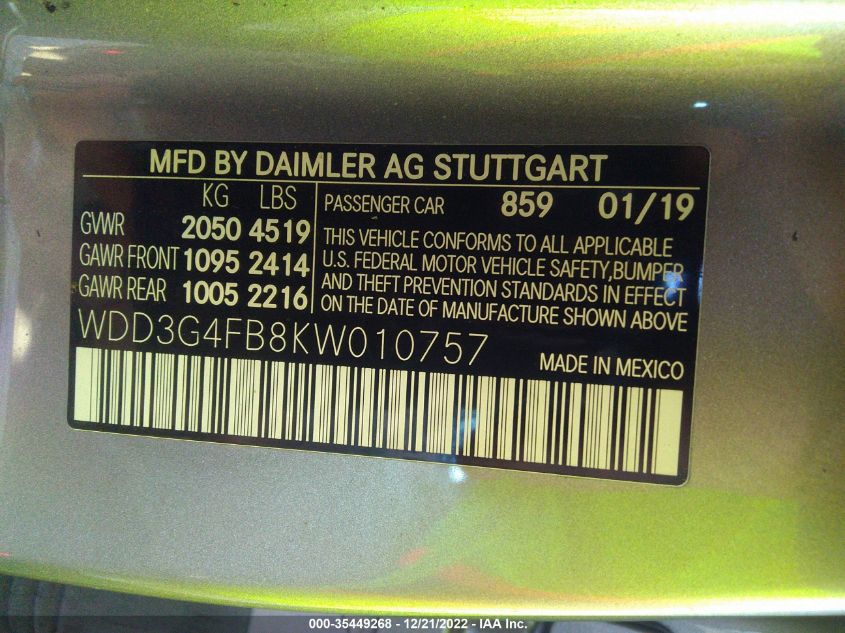 MFD BY DAIMLER AG STUTTGART
KG LBS
GVWR 2050 4519
GAWR FRONT 1095 2414
GAWR REAR 1005 2216
PASSENGER CAR 859 01/19
THIS VEHICLE CONFORMS TO ALL APPLICABLE
U.S. FEDERAL MOTOR VEHICLE SAFETY,BUMPER
AND THEFT PREVENTION STANDARDS IN EFFECT
ON THE DATE OF MANUFACTURE SHOWN ABOVE
WDD3G4FB8KW010757
MADE IN MEXICO
000-35449268 - 12/21/2022 - IAA Inc.